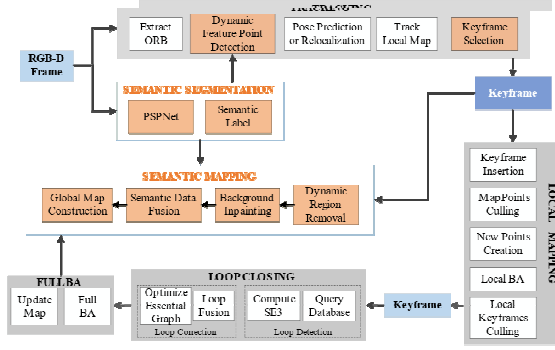 TRACKING
Extract
ORB
Dynamic
Feature Point
Detection
Pose Prediction
or Relocalization
Track
Local Map
Keyframe
Selection
RGB-D
Frame
SEMANTIC SEGMENTATION
PSPNet
Semantic
Label
Keyframe
SEMANTIC MAPPING
Global Map
Construction
Semantic Data
Fusion
Background
Inpainting
Dynamic
Region
Removal
LOCAL MAPPING
Keyframe
Insertion
MapPoints
Culling
New Points
Creation
Local BA
Local
Keyframes
Culling
FULL BA
Update
Map
Full
BA
LOOP CLOSING
Optimize
Essential
Graph
Loop
Fusion
Loop Correction
Compute
SE3
Query
Database
Loop Detection
Keyframe